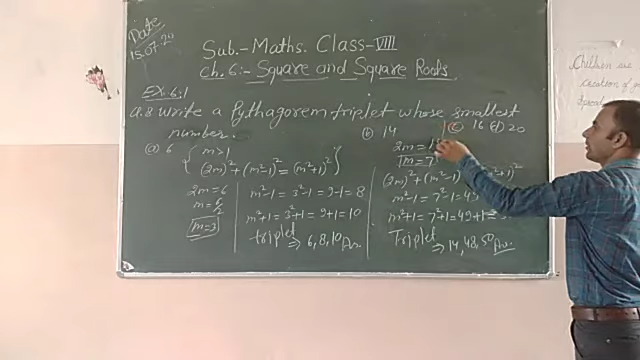 Date
15.07.20
Sub.- Maths. Class-VIII
Ch. 6:- Square and Square Roots.
EX:6.1
Q.8 Write a Pythagorem triplet whose smallest
number.
(a) 6
{ m>1
(2m)² + (m²-1)² = (m²+1)² }
2m = 6
m = 6/2
m=3
m²-1 = 3²-1 = 9-1 = 8
m²+1 = 3²+1 = 9+1 = 10
triplet ⇒ 6, 8, 10 Ans.
(b) 14
2m =
m = 7
(2m)² + (m²-1)
m²-1 = 7²-1 = 49
m²+1 = 7²+1 = 49+1 =
Triplet
⇒ 14, 48, 50 Ans.
(c) 16 (d) 20
Children are
creation of